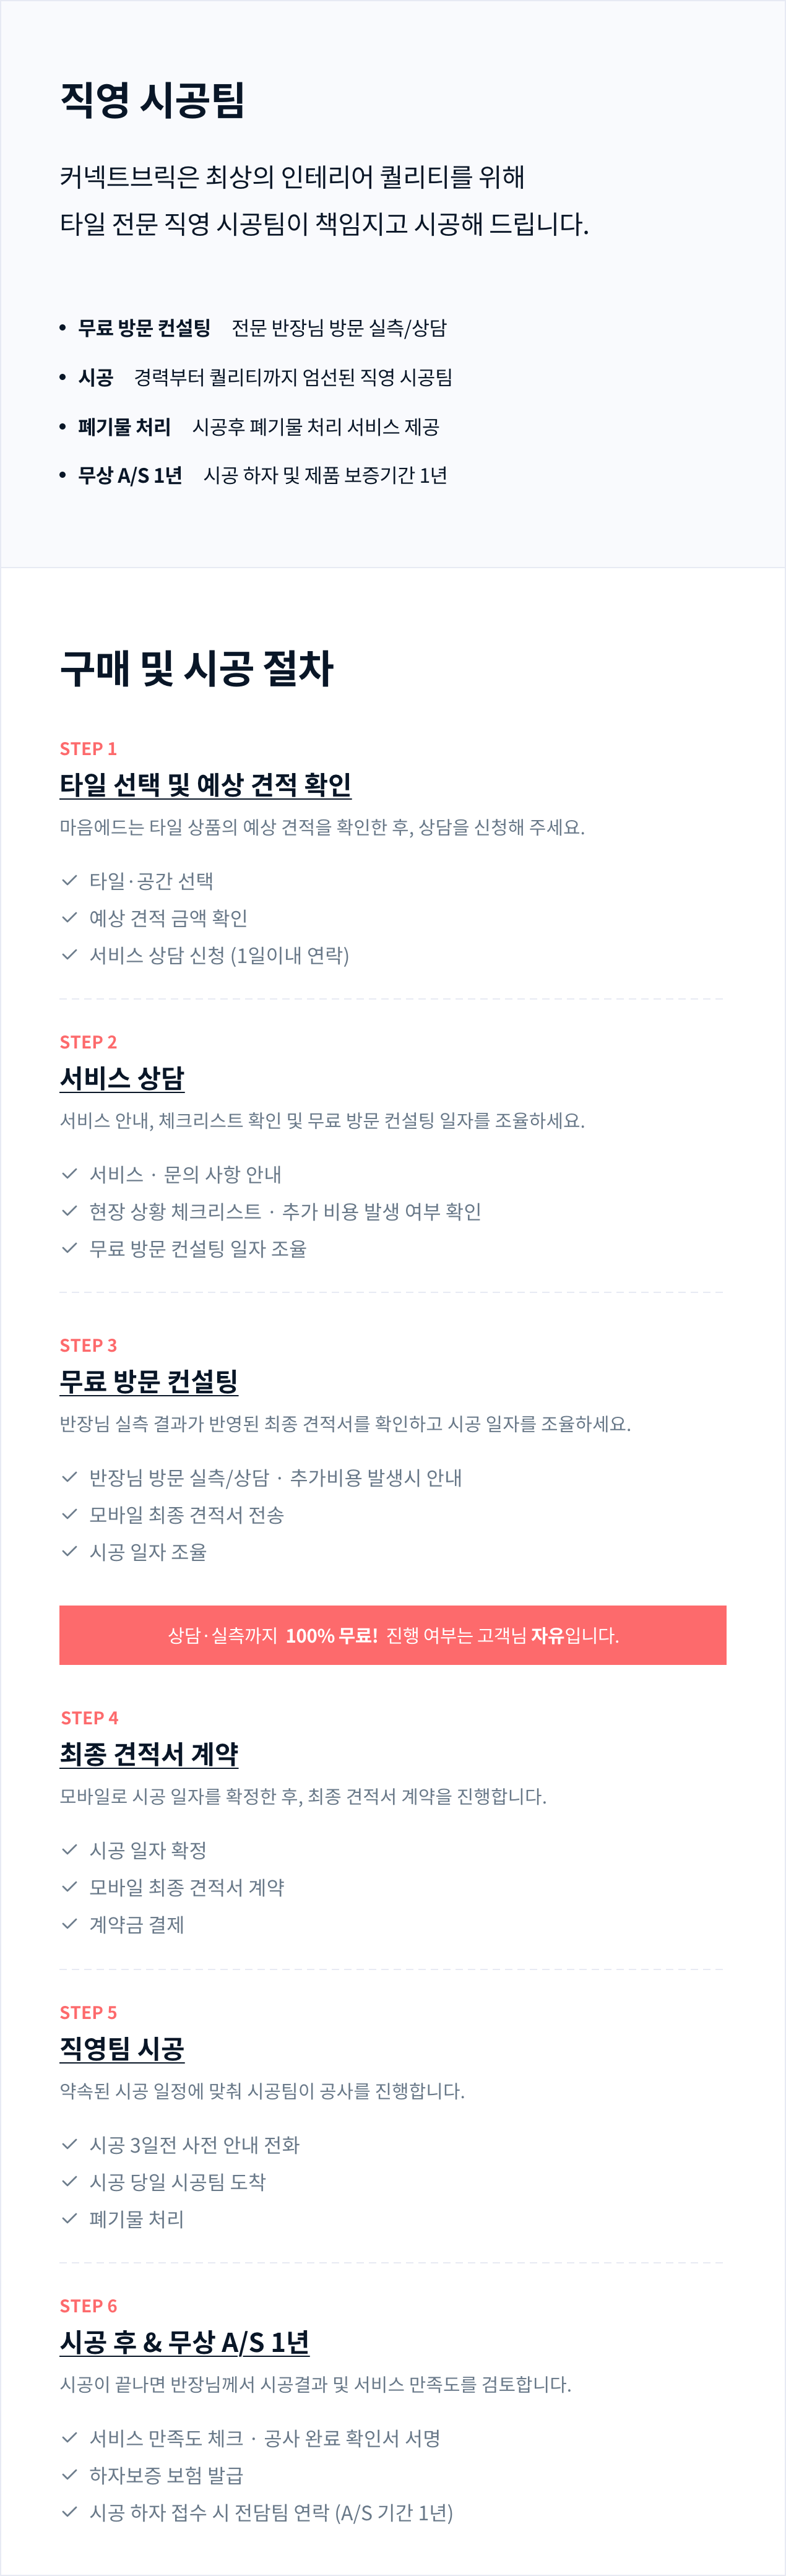 직영 시공팀
커넥트브릭은 최상의 인테리어 퀄리티를 위해
타일 전문 직영 시공팀이 책임지고 시공해 드립니다.
• 무료 방문 컨설팅 전문 반장님 방문 실측/상담
• 시공 경력부터 퀄리티까지 엄선된 직영 시공팀
• 폐기물 처리 시공후 폐기물 처리 서비스 제공
• 무상 A/S 1년 시공 하자 및 제품 보증기간 1년
구매 및 시공 절차
STEP 1
타일 선택 및 예상 견적 확인
마음에드는 타일 상품의 예상 견적을 확인한 후, 상담을 신청해 주세요.
✓ 타일·공간 선택
✓ 예상 견적 금액 확인
✓ 서비스 상담 신청 (1일이내 연락)
STEP 2
서비스 상담
서비스 안내, 체크리스트 확인 및 무료 방문 컨설팅 일자를 조율하세요.
✓ 서비스 · 문의 사항 안내
✓ 현장 상황 체크리스트 · 추가 비용 발생 여부 확인
✓ 무료 방문 컨설팅 일자 조율
STEP 3
무료 방문 컨설팅
반장님 실측 결과가 반영된 최종 견적서를 확인하고 시공 일자를 조율하세요.
✓ 반장님 방문 실측/상담 · 추가비용 발생시 안내
✓ 모바일 최종 견적서 전송
✓ 시공 일자 조율
상담·실측까지 100% 무료! 진행 여부는 고객님 자유입니다.
STEP 4
최종 견적서 계약
모바일로 시공 일자를 확정한 후, 최종 견적서 계약을 진행합니다.
✓ 시공 일자 확정
✓ 모바일 최종 견적서 계약
✓ 계약금 결제
STEP 5
직영팀 시공
약속된 시공 일정에 맞춰 시공팀이 공사를 진행합니다.
✓ 시공 3일전 사전 안내 전화
✓ 시공 당일 시공팀 도착
✓ 폐기물 처리
STEP 6
시공 후 & 무상 A/S 1년
시공이 끝나면 반장님께서 시공결과 및 서비스 만족도를 검토합니다.
✓ 서비스 만족도 체크 · 공사 완료 확인서 서명
✓ 하자보증 보험 발급
✓ 시공 하자 접수 시 전담팀 연락 (A/S 기간 1년)